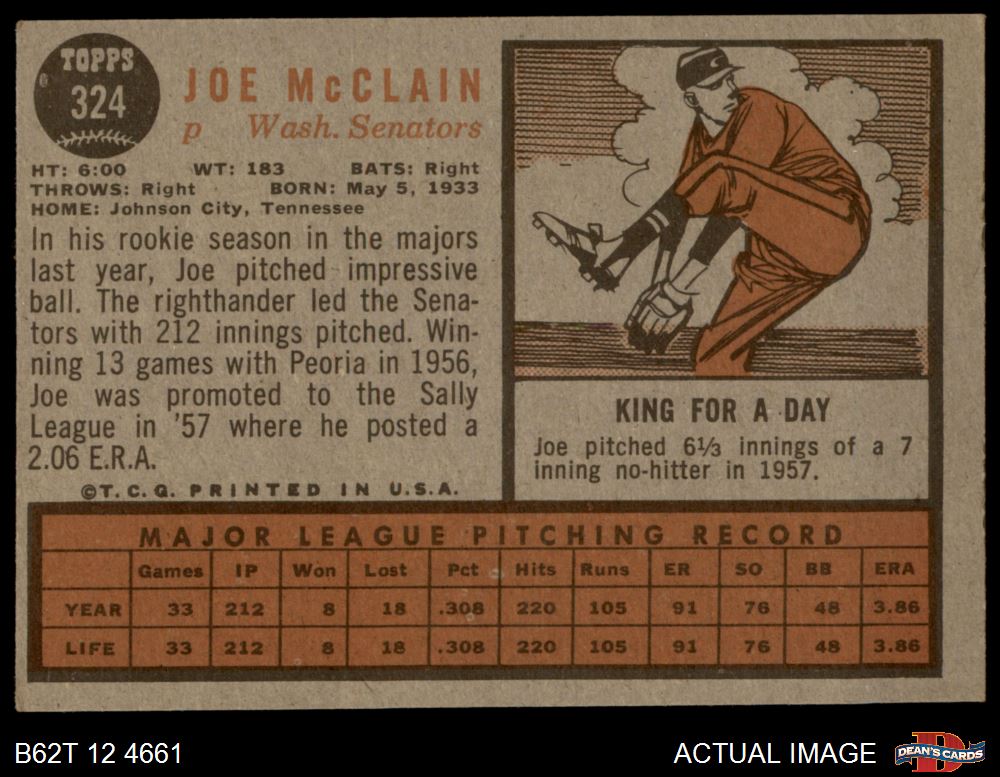 TOPPS
324
JOE McCLAIN
p Wash. Senators
HT: 6:00 WT: 183 BATS: Right
THROWS: Right BORN: May 5, 1933
HOME: Johnson City, Tennessee
In his rookie season in the majors
last year, Joe pitched impressive
ball. The righthander led the Sena-
tors with 212 innings pitched. Win-
ning 13 games with Peoria in 1956,
Joe was promoted to the Sally
League in '57 where he posted a
2.06 E.R.A.
©T.C.G. PRINTED IN U.S.A.
C
KING FOR A DAY
Joe pitched 6⅓ innings of a 7
inning no-hitter in 1957.
MAJOR LEAGUE PITCHING RECORD
Games IP Won Lost Pct Hits Runs ER SO BB ERA
YEAR 33 212 8 18 .308 220 105 91 76 48 3.86
LIFE 33 212 8 18 .308 220 105 91 76 48 3.86
B62T 12 4661
ACTUAL IMAGE
D
DEAN'S CARDS